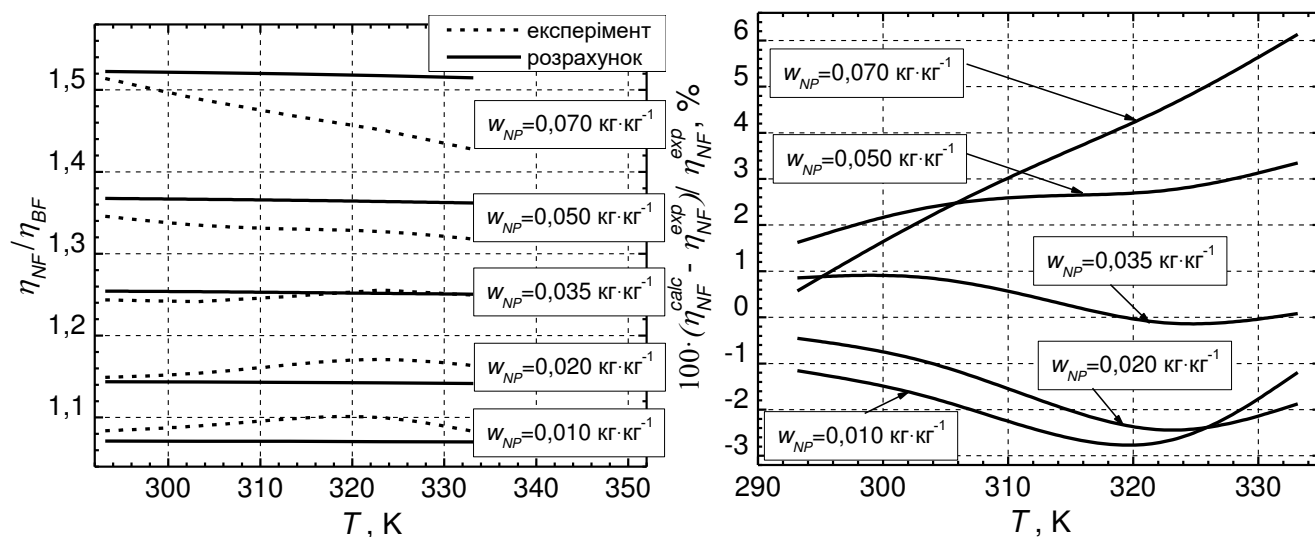 експерімент
розрахунок
1,5
1,4
1,3
1,2
1,1
η_NF/η_BF
w_NP=0,070 кг·кг⁻¹
w_NP=0,050 кг·кг⁻¹
w_NP=0,035 кг·кг⁻¹
w_NP=0,020 кг·кг⁻¹
w_NP=0,010 кг·кг⁻¹
300 310 320 330 340 350
T , K
100·(η_NF^calc - η_NF^exp)/ η_NF^exp, %
6
5
4
3
2
1
0
-1
-2
-3
w_NP=0,070 кг·кг⁻¹
w_NP=0,050 кг·кг⁻¹
w_NP=0,035 кг·кг⁻¹
w_NP=0,020 кг·кг⁻¹
w_NP=0,010 кг·кг⁻¹
290 300 310 320 330
T , K